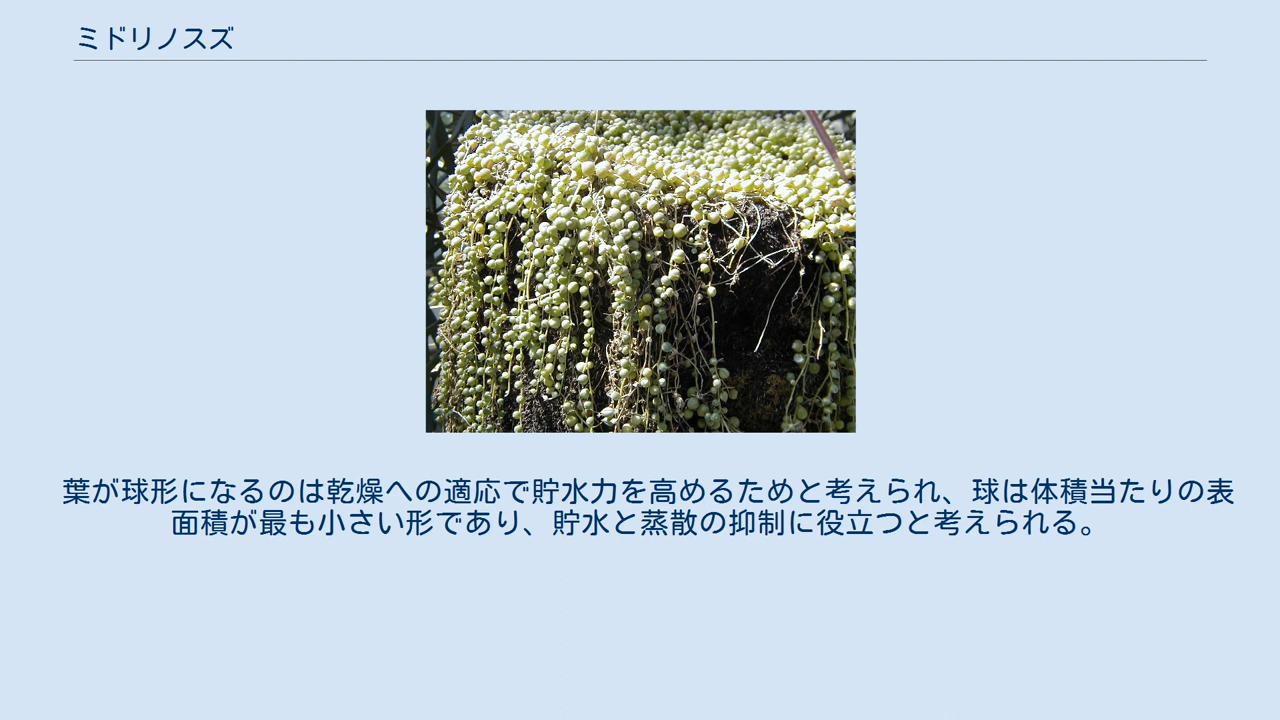 ミドリノスズ
葉が球形になるのは乾燥への適応で貯水力を高めるためと考えられ、球は体積当たりの表
面積が最も小さい形であり、貯水と蒸散の抑制に役立つと考えられる。